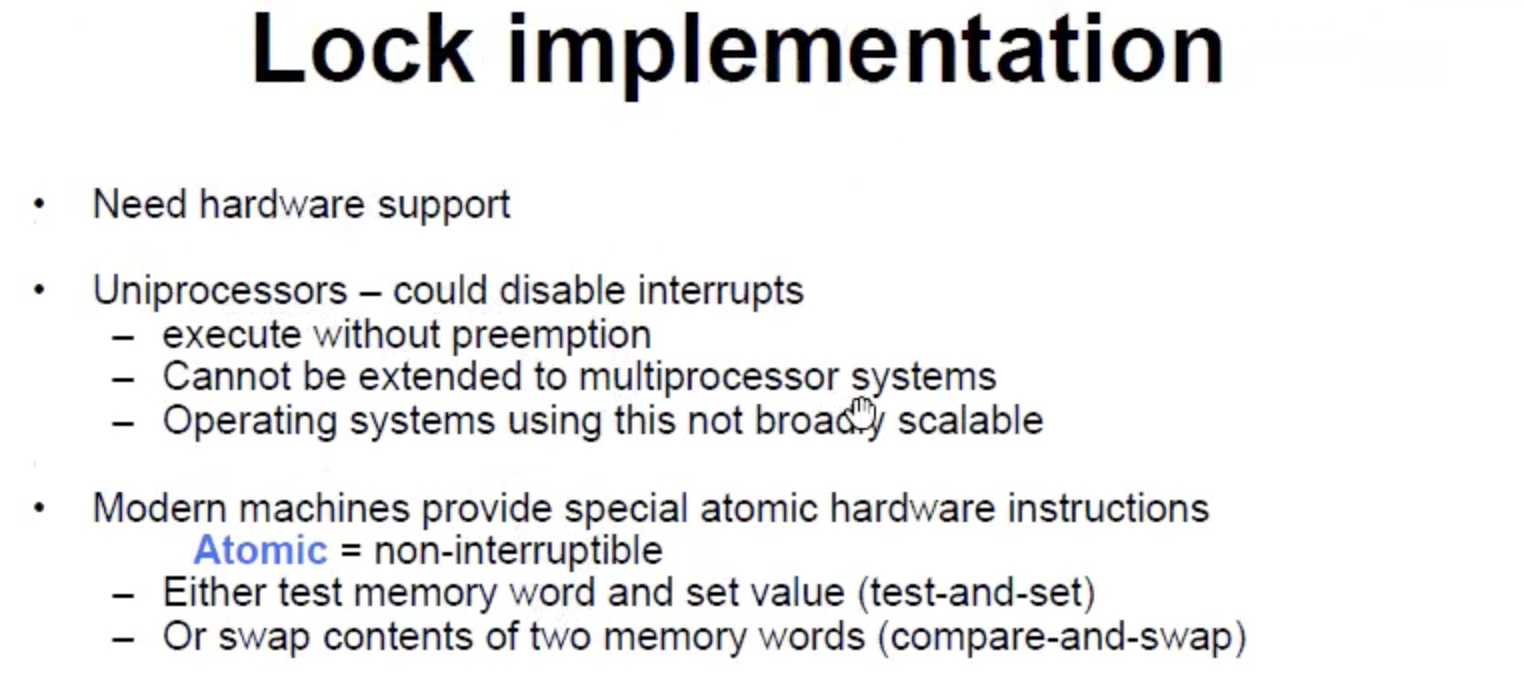 Lock implementation
• Need hardware support
• Uniprocessors – could disable interrupts
– execute without preemption
– Cannot be extended to multiprocessor systems
– Operating systems using this not broadly scalable
• Modern machines provide special atomic hardware instructions
Atomic = non-interruptible
– Either test memory word and set value (test-and-set)
– Or swap contents of two memory words (compare-and-swap)